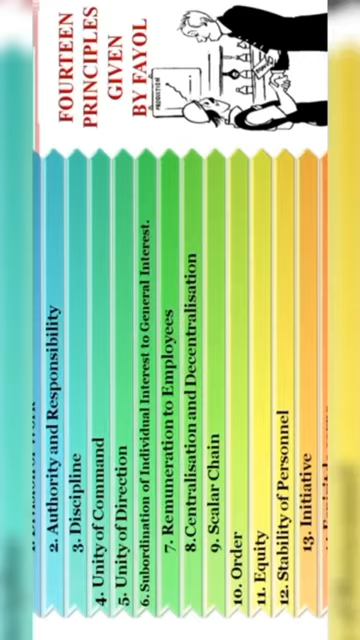 FOURTEEN
PRINCIPLES
GIVEN
BY FAYOL
PRODUCTION
2. Authority and Responsibility
3. Discipline
4. Unity of Command
5. Unity of Direction
6. Subordination of Individual Interest to General Interest.
7. Remuneration to Employees
8.Centralisation and Decentralisation
9. Scalar Chain
10. Order
11. Equity
12. Stability of Personnel
13. Initiative